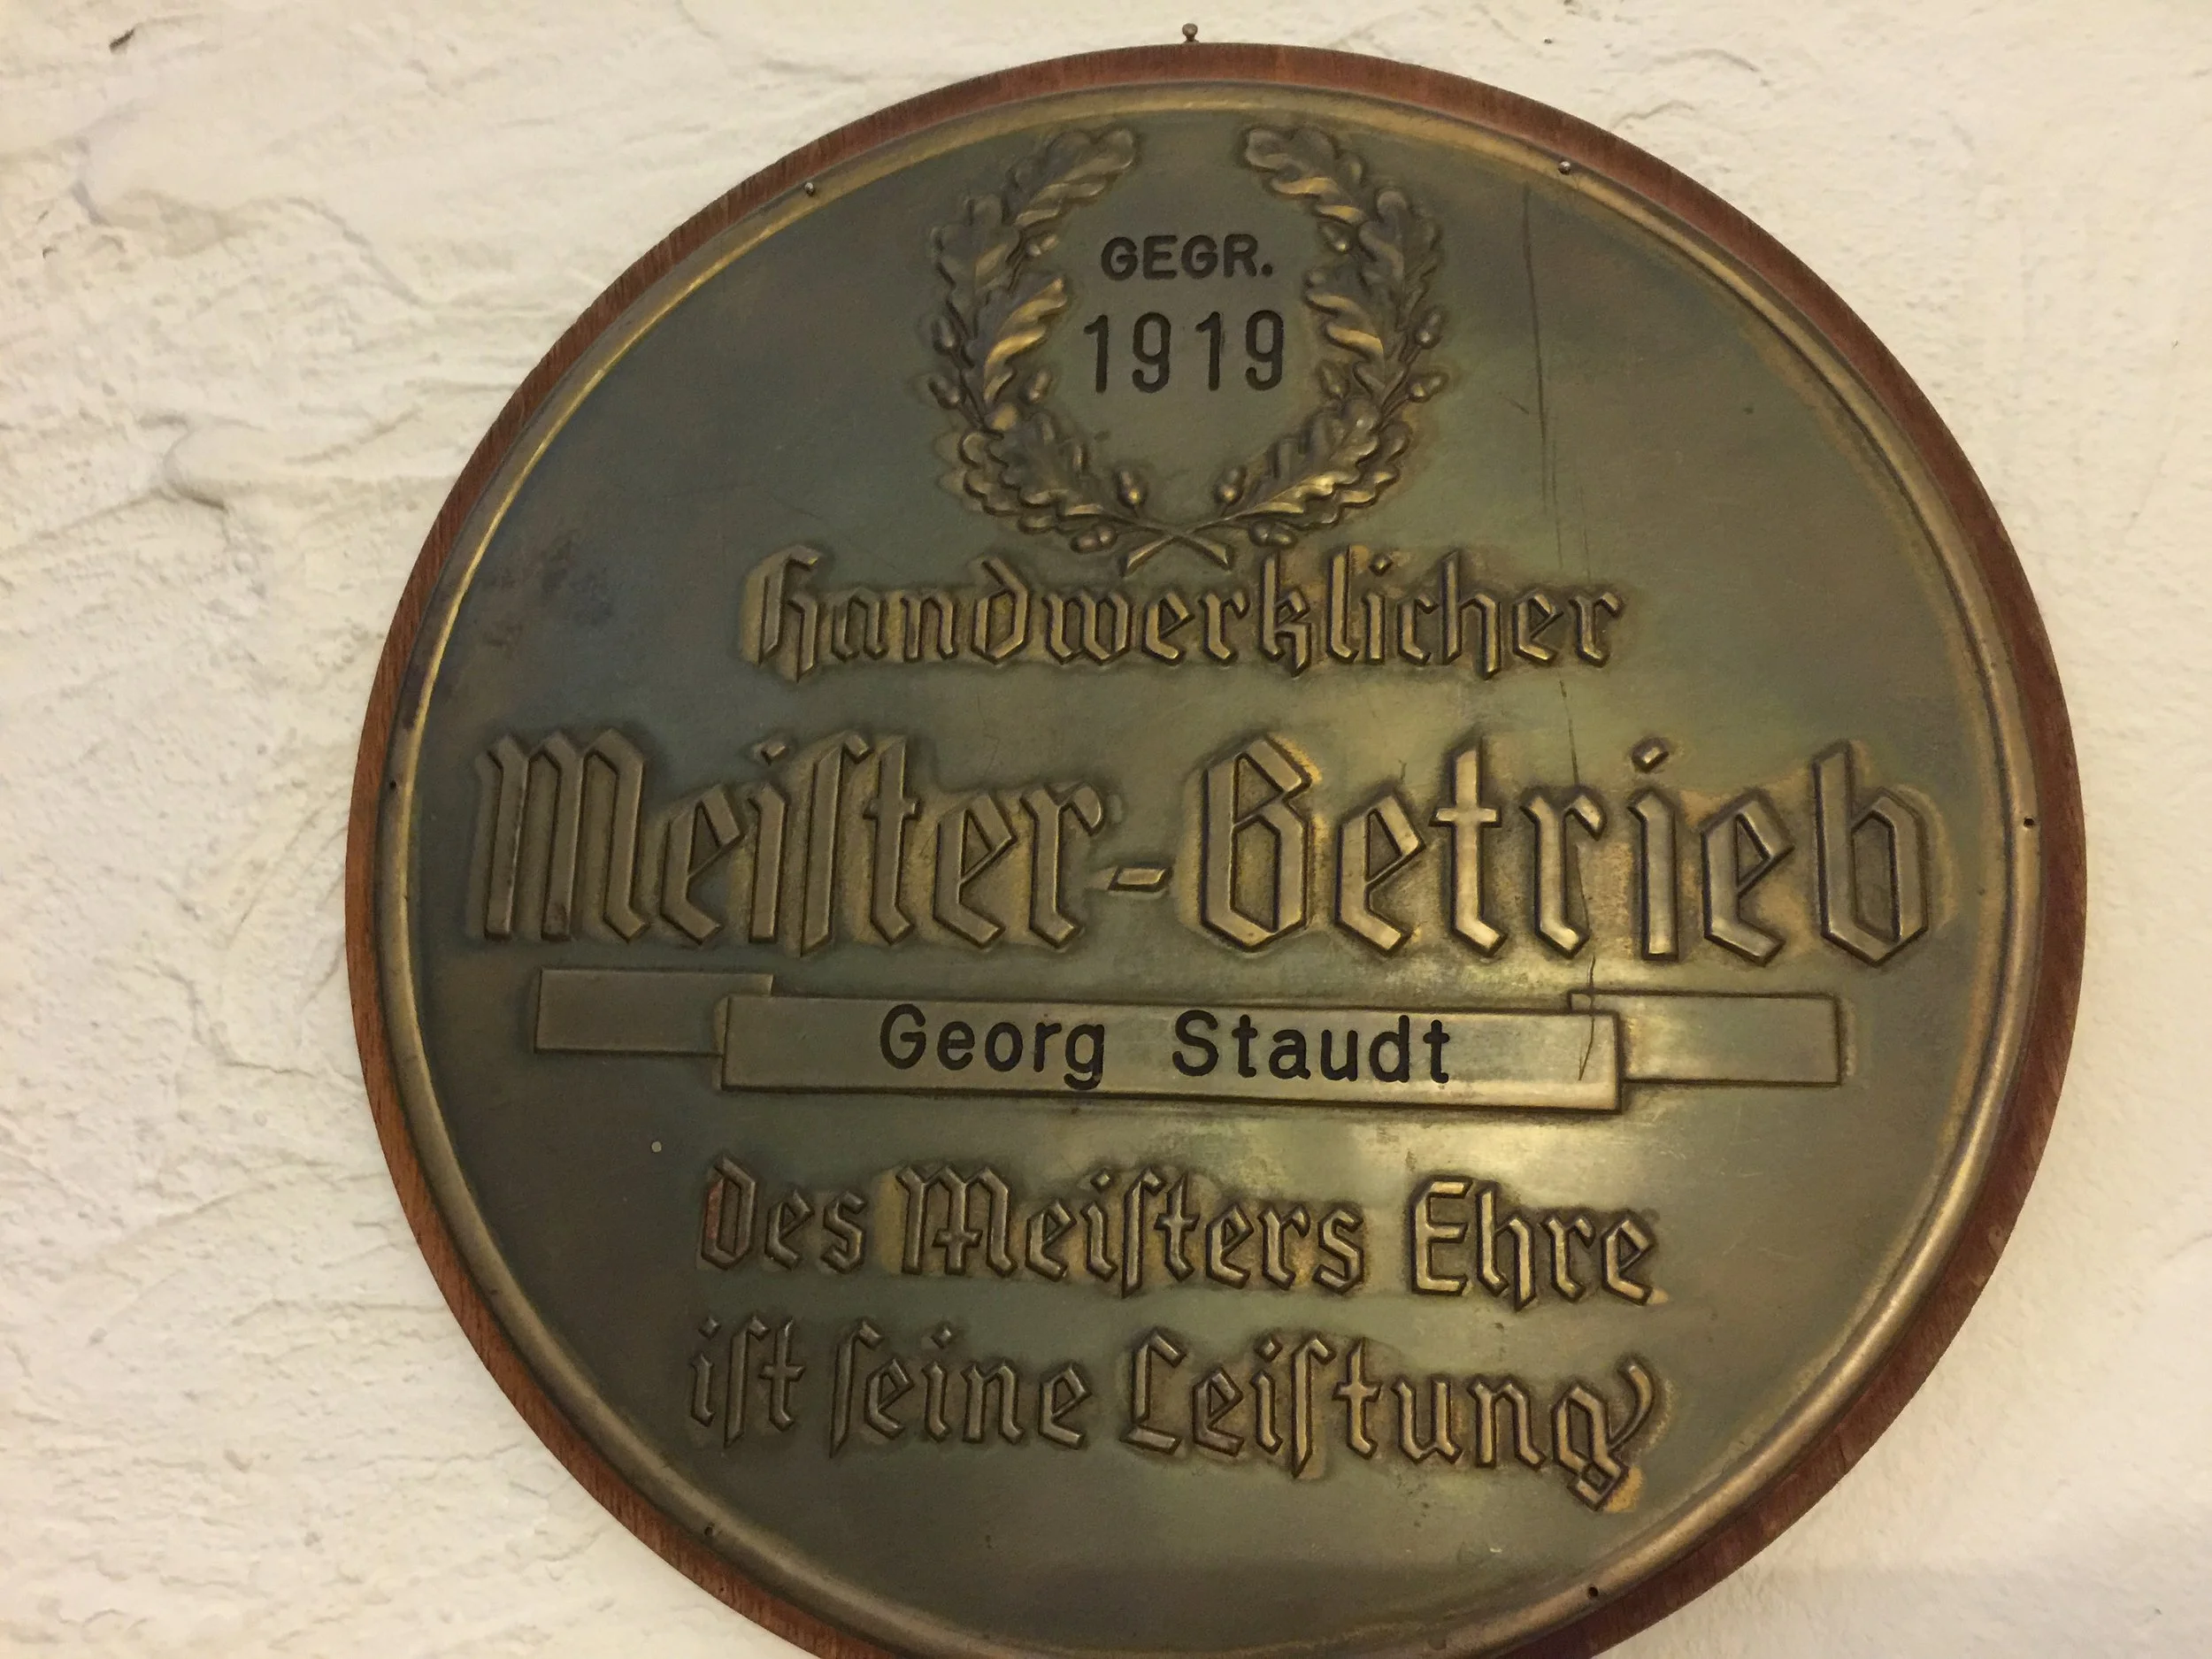 GEGR.
1919
Handwerklicher
Meiſter-Betrieb
Georg Staudt
des Meiſters Ehre
iſt ſeine Leiſtung